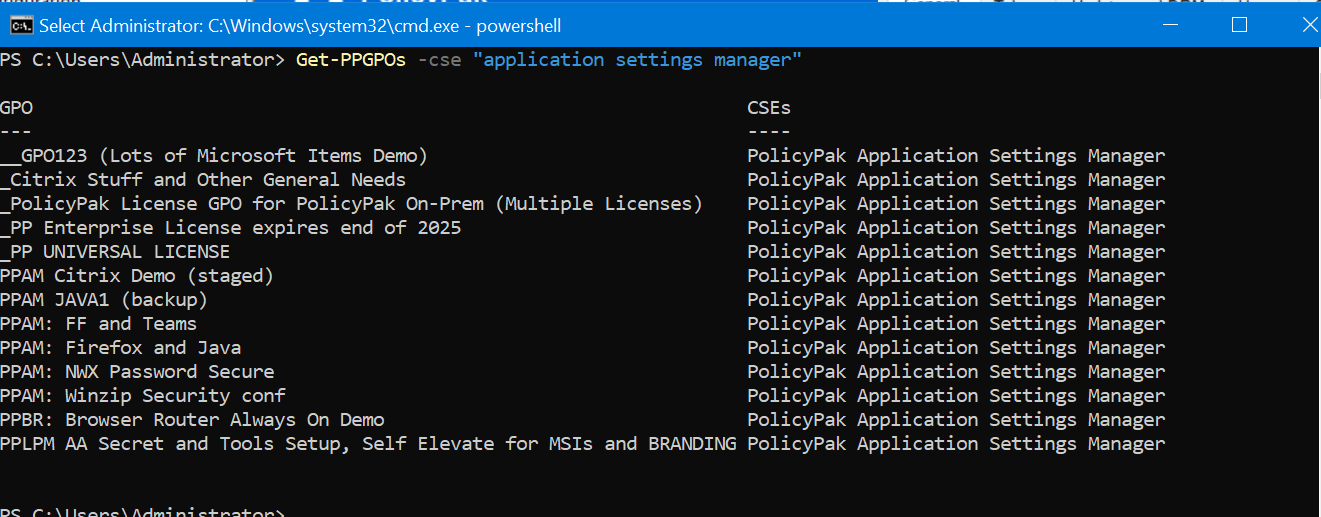 Select Administrator: C:\Windows\system32\cmd.exe - powershell
PS C:\Users\Administrator> Get-PPGPOs -cse "application settings manager"
GPO CSEs
--- ----
__GPO123 (Lots of Microsoft Items Demo) PolicyPak Application Settings Manager
_Citrix Stuff and Other General Needs PolicyPak Application Settings Manager
_PolicyPak License GPO for PolicyPak On-Prem (Multiple Licenses) PolicyPak Application Settings Manager
_PP Enterprise License expires end of 2025 PolicyPak Application Settings Manager
_PP UNIVERSAL LICENSE PolicyPak Application Settings Manager
PPAM Citrix Demo (staged) PolicyPak Application Settings Manager
PPAM JAVA1 (backup) PolicyPak Application Settings Manager
PPAM: FF and Teams PolicyPak Application Settings Manager
PPAM: Firefox and Java PolicyPak Application Settings Manager
PPAM: NWX Password Secure PolicyPak Application Settings Manager
PPAM: Winzip Security conf PolicyPak Application Settings Manager
PPBR: Browser Router Always On Demo PolicyPak Application Settings Manager
PPLPM AA Secret and Tools Setup, Self Elevate for MSIs and BRANDING PolicyPak Application Settings Manager
PS C:\Users\Administrator>